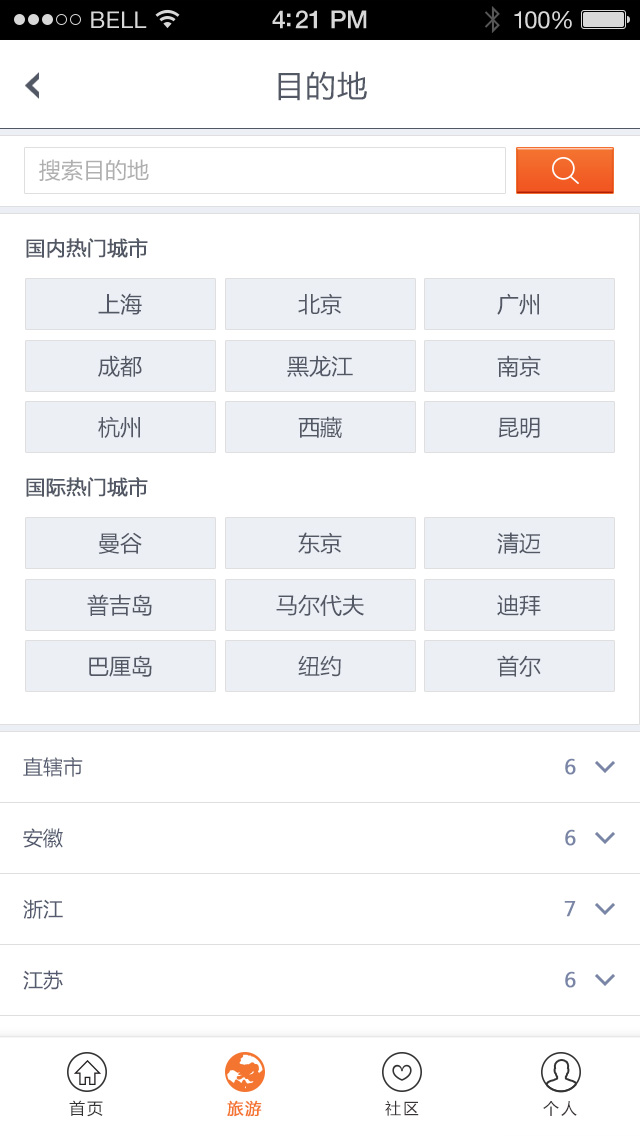 BELL 4:21 PM 100%
目的地
搜索目的地
国内热门城市
上海 北京 广州
成都 黑龙江 南京
杭州 西藏 昆明
国际热门城市
曼谷 东京 清迈
普吉岛 马尔代夫 迪拜
巴厘岛 纽约 首尔
直辖市 6
安徽 6
浙江 7
江苏 6
首页 旅游 社区 个人